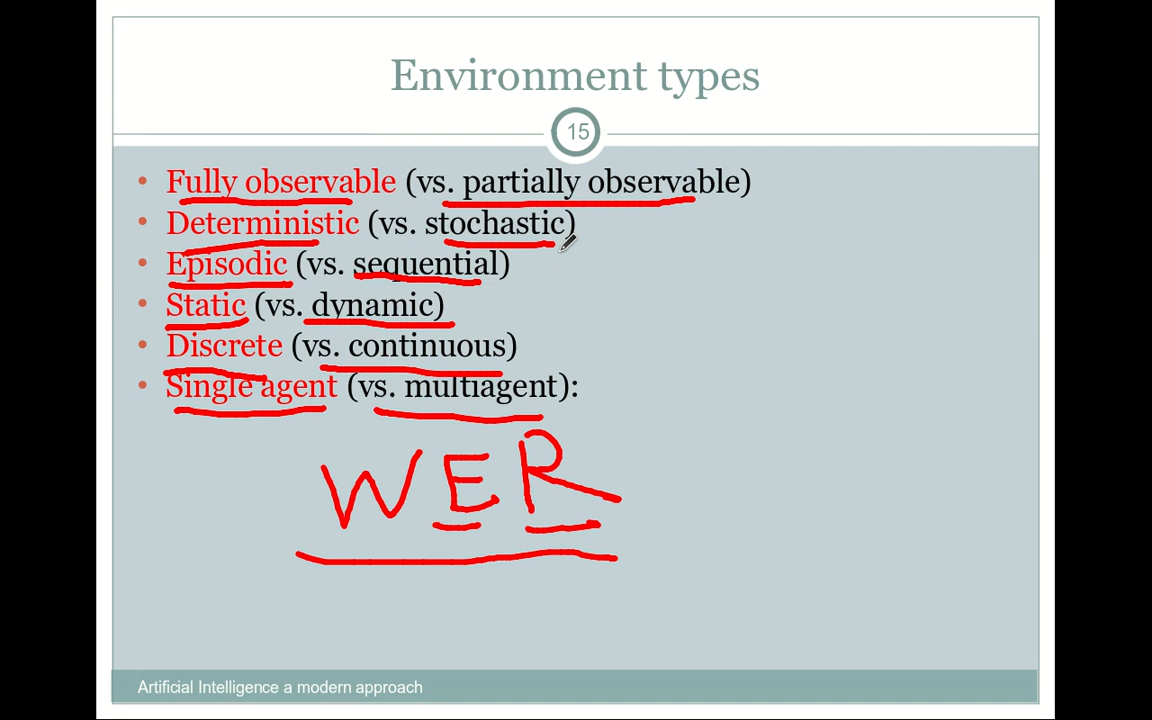 Environment types
15
• Fully observable (vs. partially observable)
• Deterministic (vs. stochastic)
• Episodic (vs. sequential)
• Static (vs. dynamic)
• Discrete (vs. continuous)
• Single agent (vs. multiagent):
WER
Artificial Intelligence a modern approach